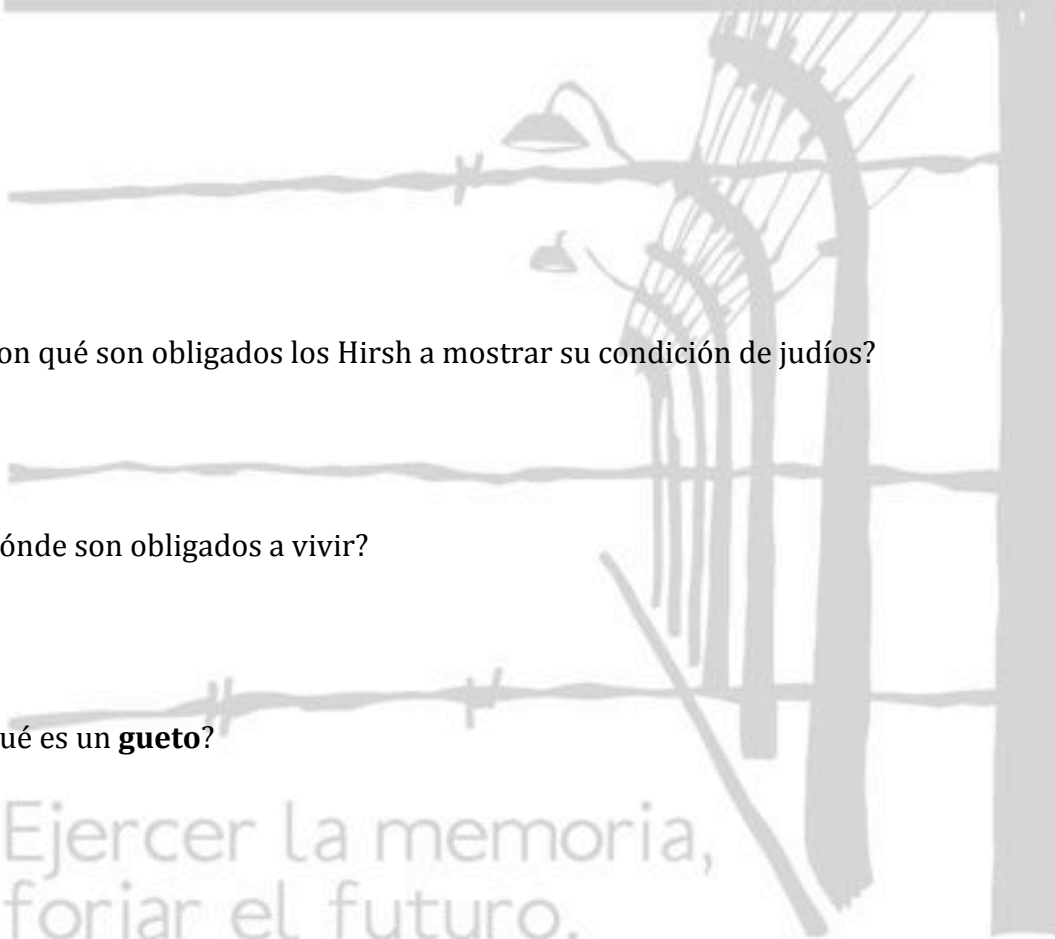 on qué son obligados los Hirsh a mostrar su condición de judíos?
ónde son obligados a vivir?
ué es un gueto?
Ejercer la memoria,
forjar el futuro.